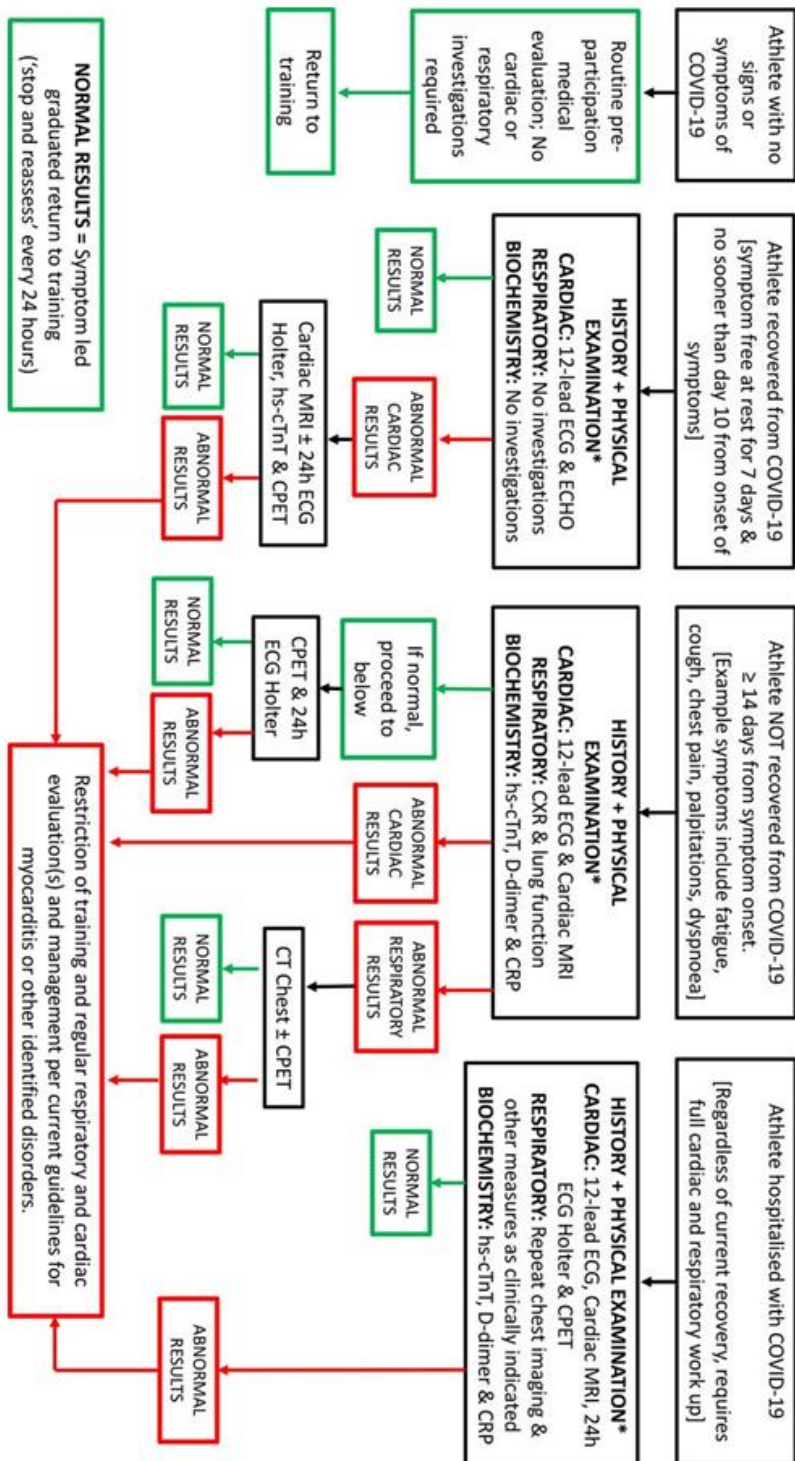 Athlete with no
signs or
symptoms of
COVID-19
Routine pre-
participation
medical
evaluation; No
cardiac or
respiratory
investigations
required
Return to
training
Athlete recovered from COVID-19
[symptom free at rest for 7 days &
no sooner than day 10 from onset of
symptoms]
HISTORY + PHYSICAL
EXAMINATION*
CARDIAC: 12-lead ECG & ECHO
RESPIRATORY: No investigations
BIOCHEMISTRY: No investigations
NORMAL
RESULTS
ABNORMAL
CARDIAC
RESULTS
Cardiac MRI ± 24h ECG
Holter, hs-cTnT & CPET
NORMAL
RESULTS
ABNORMAL
RESULTS
Athlete NOT recovered from COVID-19
≥ 14 days from symptom onset.
[Example symptoms include fatigue,
cough, chest pain, palpitations, dyspnoea]
HISTORY + PHYSICAL
EXAMINATION*
CARDIAC: 12-lead ECG & Cardiac MRI
RESPIRATORY: CXR & lung function
BIOCHEMISTRY: hs-cTnT, D-dimer & CRP
If normal,
proceed to
below
CPET & 24h
ECG Holter
NORMAL
RESULTS
ABNORMAL
RESULTS
ABNORMAL
CARDIAC
RESULTS
ABNORMAL
RESPIRATORY
RESULTS
CT Chest ± CPET
NORMAL
RESULTS
ABNORMAL
RESULTS
Athlete hospitalised with COVID-19
[Regardless of current recovery, requires
full cardiac and respiratory work up]
HISTORY + PHYSICAL EXAMINATION*
CARDIAC: 12-lead ECG, Cardiac MRI, 24h
ECG Holter & CPET
RESPIRATORY: Repeat chest imaging &
other measures as clinically indicated
BIOCHEMISTRY: hs-cTnT, D-dimer & CRP
NORMAL
RESULTS
ABNORMAL
RESULTS
NORMAL RESULTS = Symptom led
graduated return to training
('stop and reassess' every 24 hours)
Restriction of training and regular respiratory and cardiac
evaluation(s) and management per current guidelines for
myocarditis or other identified disorders.